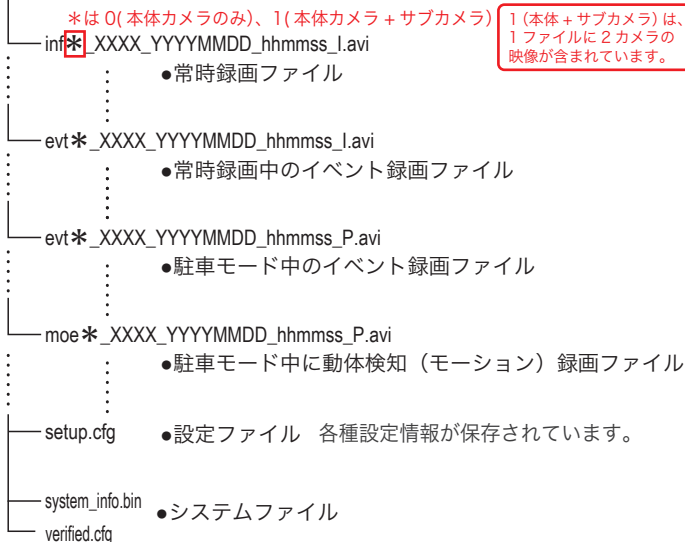 ＊は 0( 本体カメラのみ)、1( 本体カメラ + サブカメラ)
1 (本体 + サブカメラ) は、
1 ファイルに 2 カメラの
映像が含まれています。
inf＊_XXXX_YYYYMMDD_hhmmss_I.avi
●常時録画ファイル
evt＊_XXXX_YYYYMMDD_hhmmss_I.avi
●常時録画中のイベント録画ファイル
evt＊_XXXX_YYYYMMDD_hhmmss_P.avi
●駐車モード中のイベント録画ファイル
moe＊_XXXX_YYYYMMDD_hhmmss_P.avi
●駐車モード中に動体検知（モーション）録画ファイル
setup.cfg ●設定ファイル 各種設定情報が保存されています。
system_info.bin
●システムファイル
verified.cfg